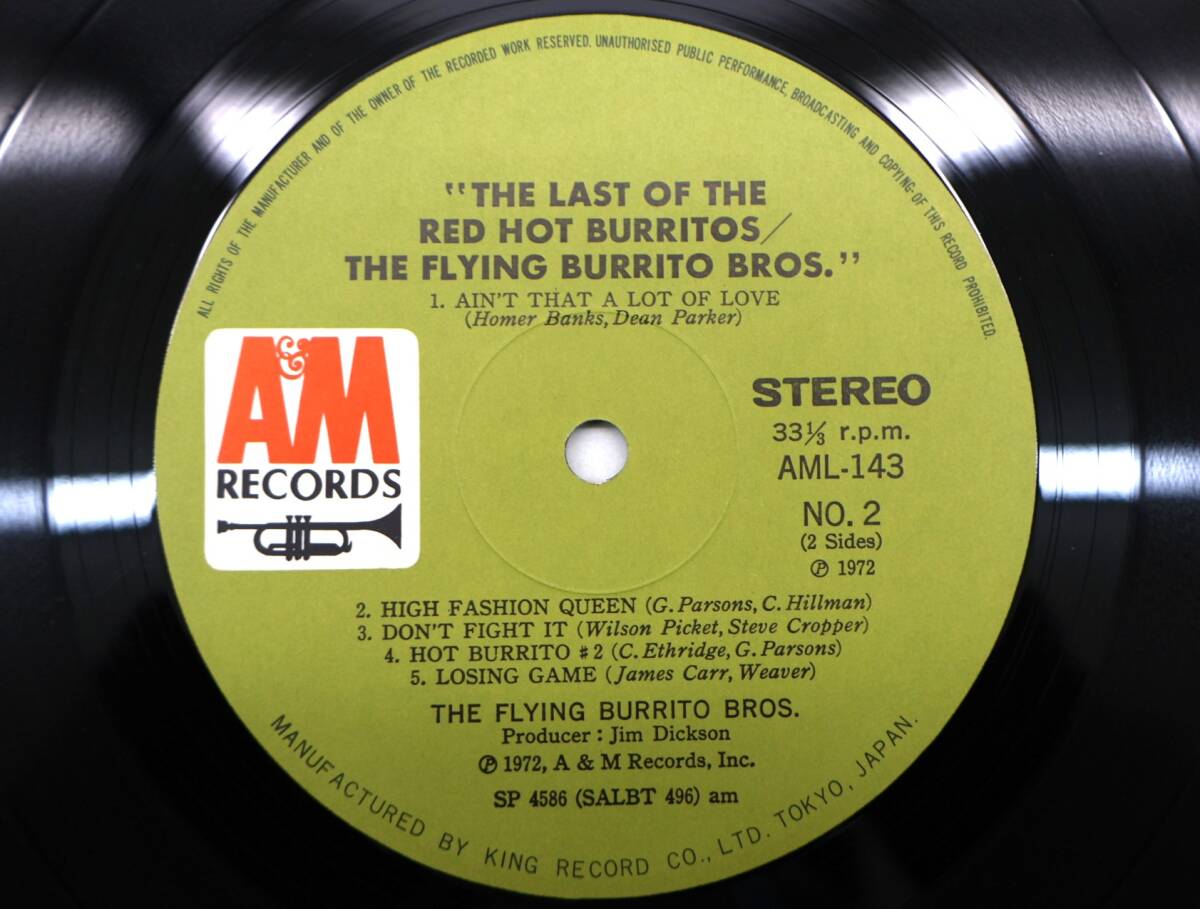 ALL RIGHTS OF THE MANUFACTURER AND OF THE OWNER OF THE RECORDED WORK RESERVED. UNAUTHORISED PUBLIC PERFORMANCE, BROADCASTING AND COPYING OF THIS RECORD PROHIBITED.
"THE LAST OF THE
RED HOT BURRITOS/
THE FLYING BURRITO BROS."
1. AIN'T THAT A LOT OF LOVE
(Homer Banks, Dean Parker)
A&M
RECORDS
STEREO
33⅓ r.p.m.
AML-143
NO. 2
(2 Sides)
℗ 1972
2. HIGH FASHION QUEEN (G. Parsons, C. Hillman)
3. DON'T FIGHT IT (Wilson Picket, Steve Cropper)
4. HOT BURRITO #2 (C. Ethridge, G. Parsons)
5. LOSING GAME (James Carr, Weaver)
THE FLYING BURRITO BROS.
Producer : Jim Dickson
℗ 1972, A & M Records, Inc.
SP 4586 (SALBT 496) am
MANUFACTURED BY KING RECORD CO., LTD. TOKYO, JAPAN.